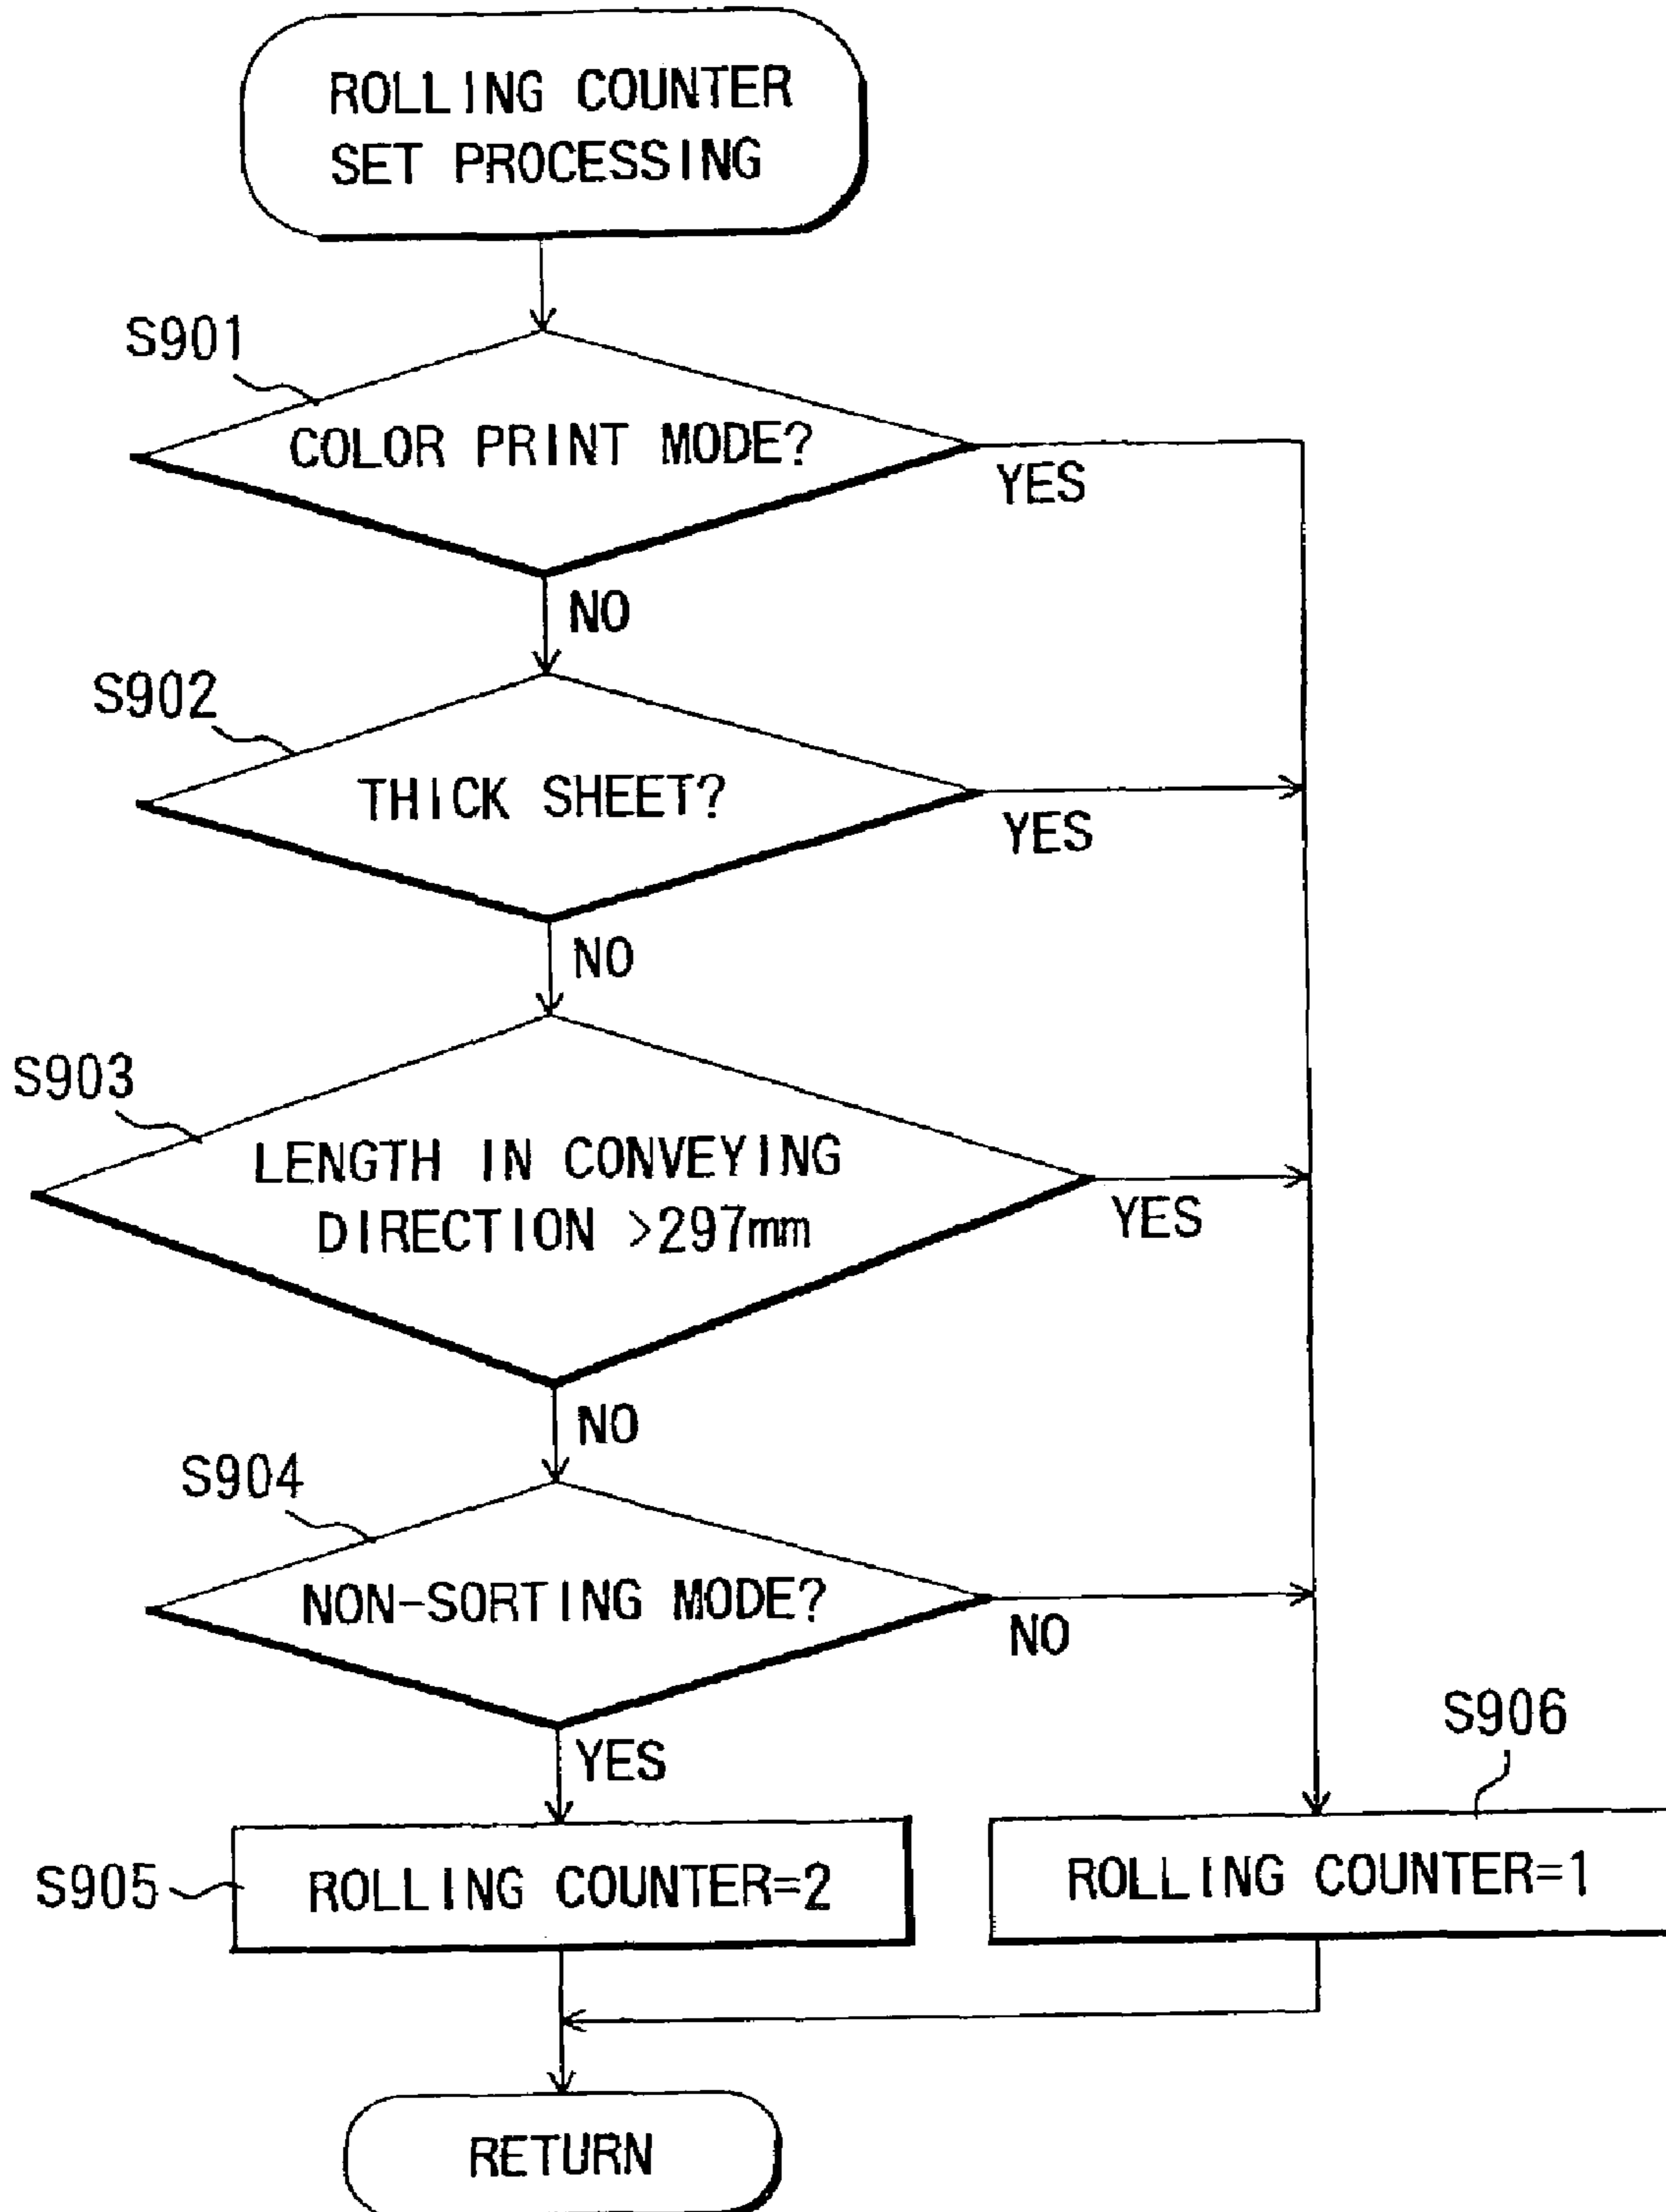 ROLLING COUNTER
SET PROCESSING
S901
COLOR PRINT MODE?
YES
NO
S902
THICK SHEET?
YES
NO
S903
LENGTH IN CONVEYING
DIRECTION >297mm
YES
NO
S904
NON-SORTING MODE?
NO
YES
S906
S905
ROLLING COUNTER=2
ROLLING COUNTER=1
RETURN